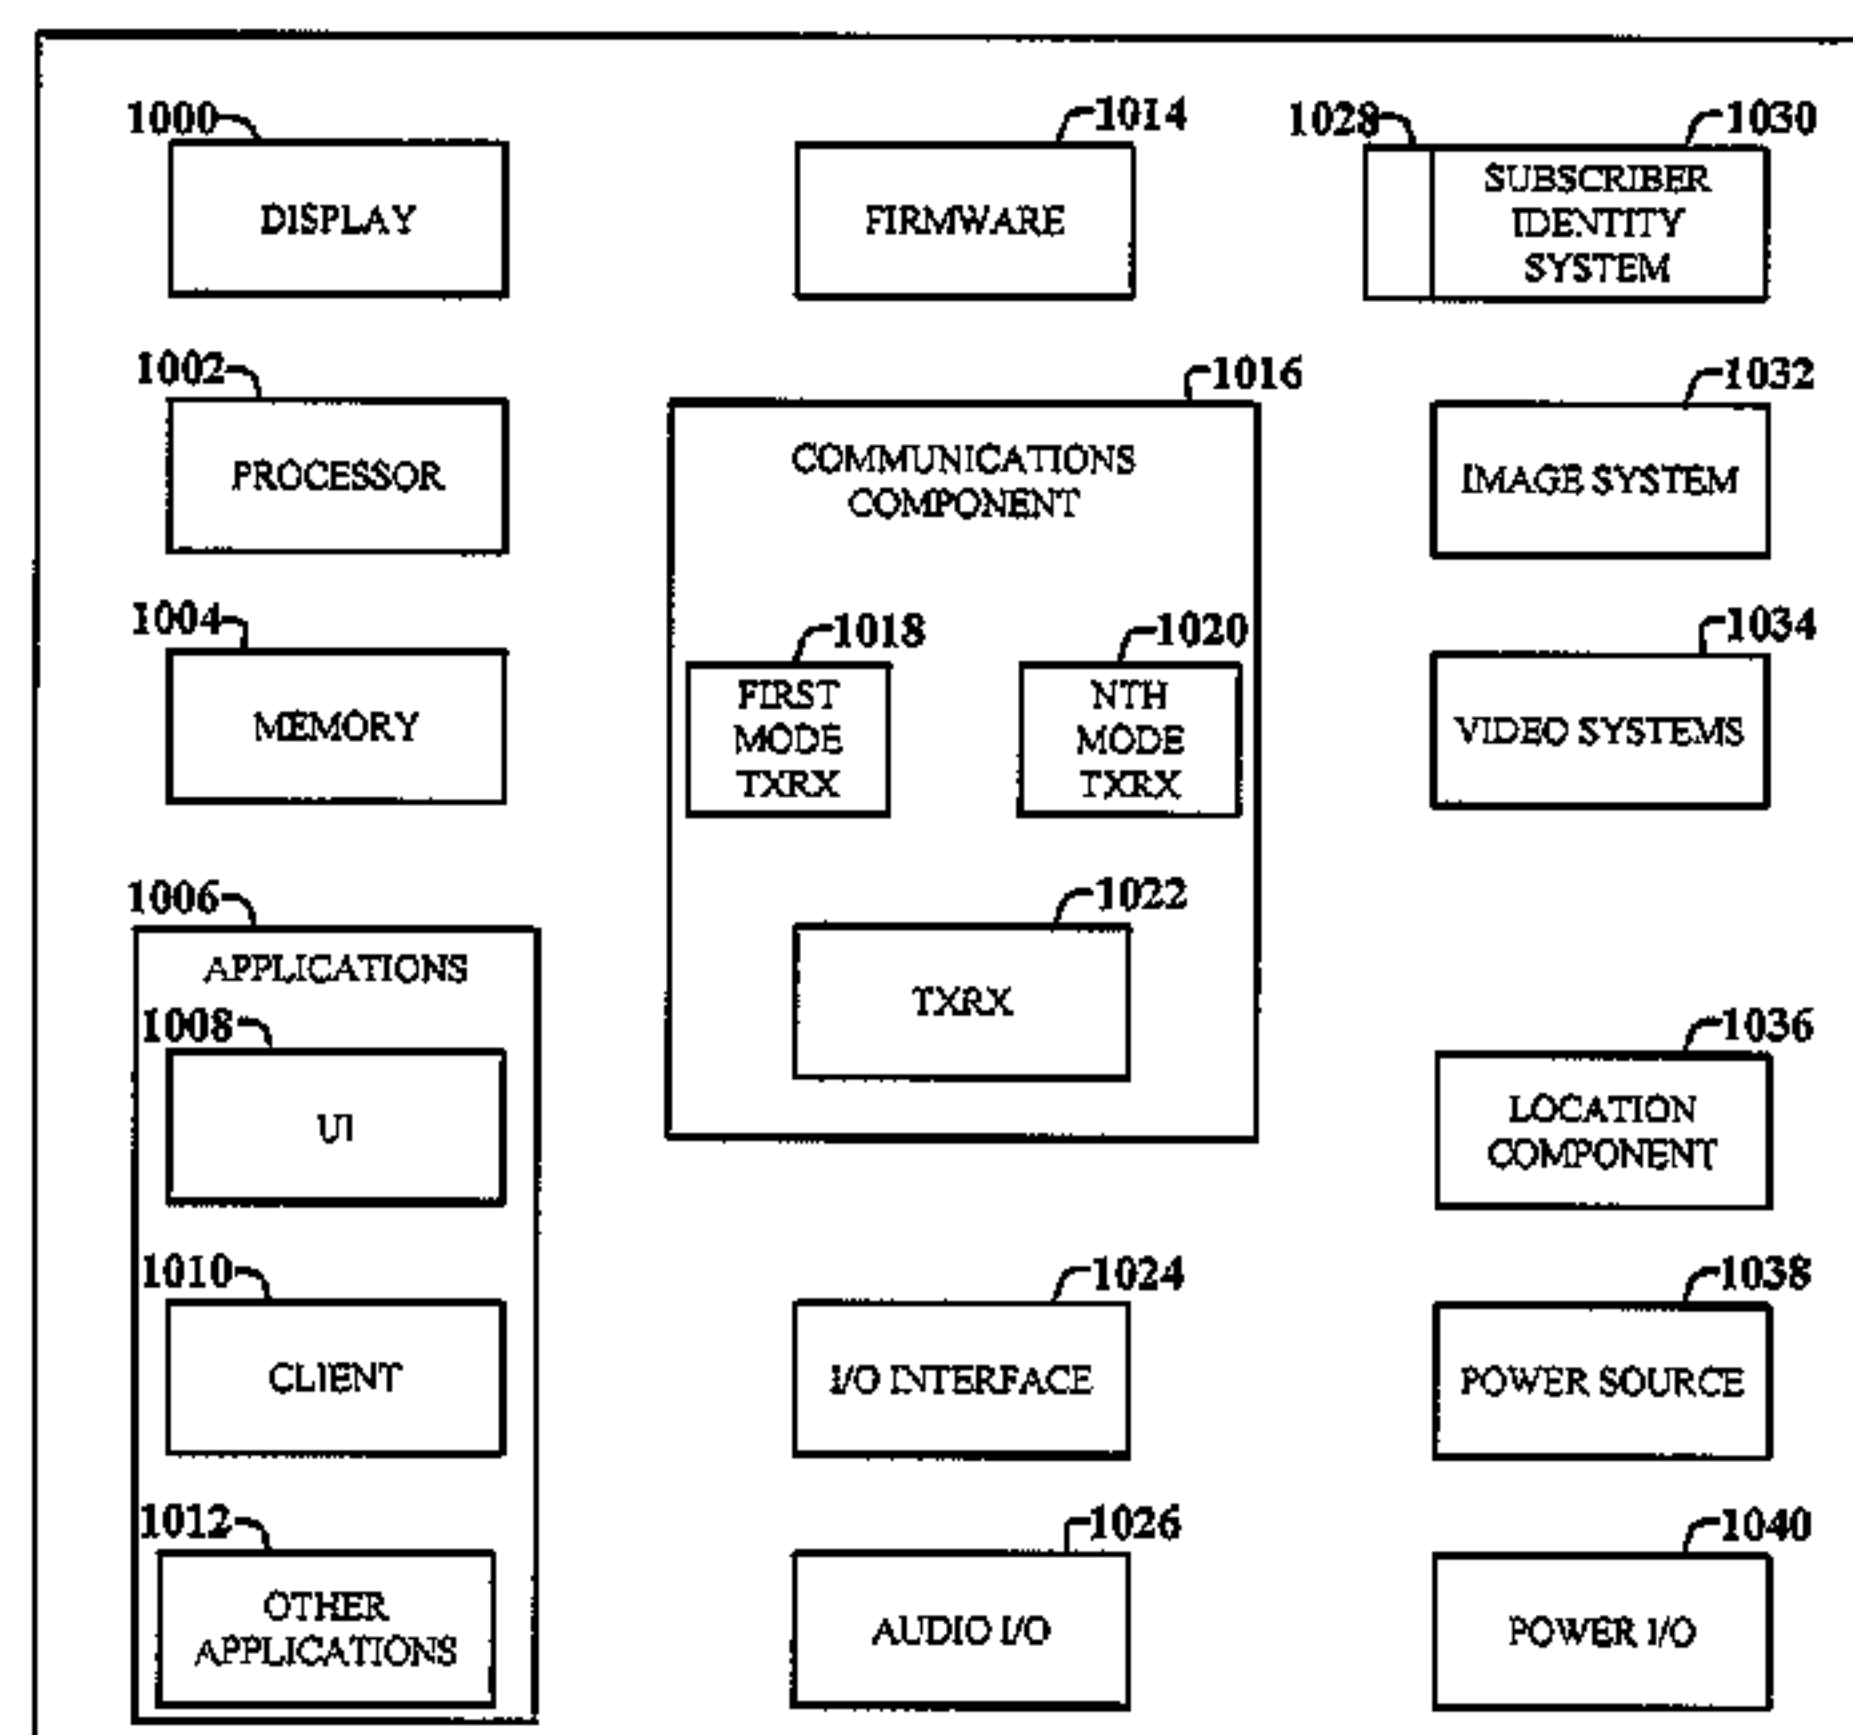 1000
DISPLAY
1002
PROCESSOR
1004
MEMORY
1006
APPLICATIONS
1008
UI
1010
CLIENT
1012
OTHER
APPLICATIONS
1014
FIRMWARE
1016
COMMUNICATIONS
COMPONENT
1018
FIRST
MODE
TXRX
1020
NTH
MODE
TXRX
1022
TXRX
1024
I/O INTERFACE
1026
AUDIO I/O
1028
1030
SUBSCRIBER
IDENTITY
SYSTEM
1032
IMAGE SYSTEM
1034
VIDEO SYSTEMS
1036
LOCATION
COMPONENT
1038
POWER SOURCE
1040
POWER I/O